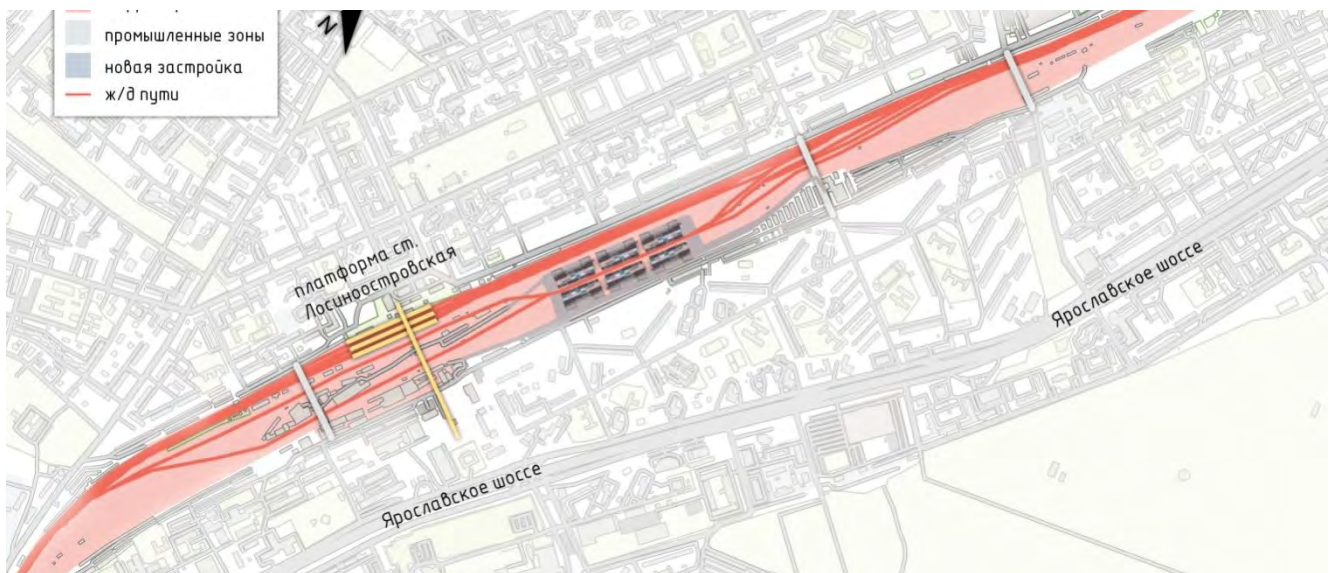 промышленные зоны
новая застройка
ж/д пути
N
платформа ст.
Лосиноостровская
Ярославское шоссе
Ярославское шоссе